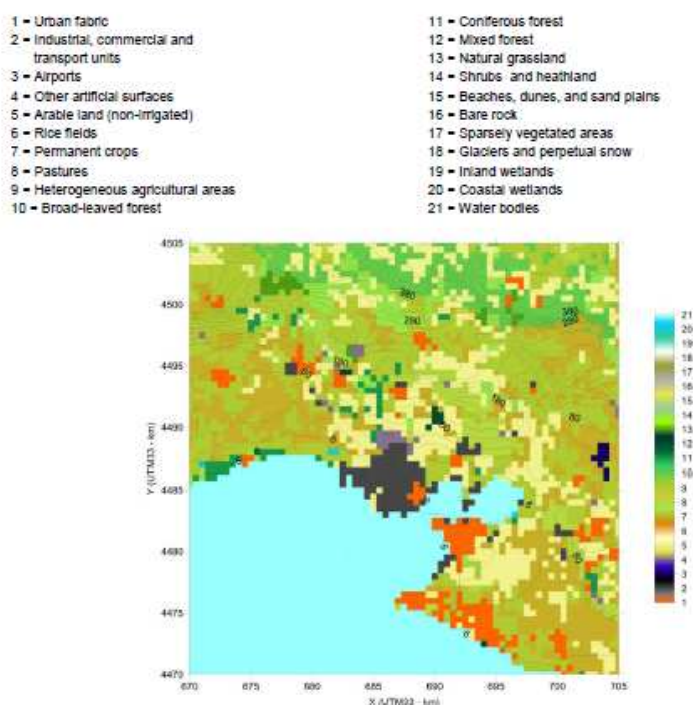 1 = Urban fabric
2 = Industrial, commercial and
transport units
3 = Airports
4 = Other artificial surfaces
5 = Arable land (non-irrigated)
6 = Rice fields
7 = Permanent crops
8 = Pastures
9 = Heterogeneous agricultural areas
10 = Broad-leaved forest
11 = Coniferous forest
12 = Mixed forest
13 = Natural grassland
14 = Shrubs and heathland
15 = Beaches, dunes, and sand plains
16 = Bare rock
17 = Sparsely vegetated areas
18 = Glaciers and perpetual snow
19 = Inland wetlands
20 = Coastal wetlands
21 = Water bodies
4505
4500
4495
4490
4485
4480
4475
4470
Y (UTM33 - km)
670 675 680 685 690 695 700 705
X (UTM33 - km)
380
280
180
80
21
20
19
18
17
16
15
14
13
12
11
10
9
8
7
6
5
4
3
2
1